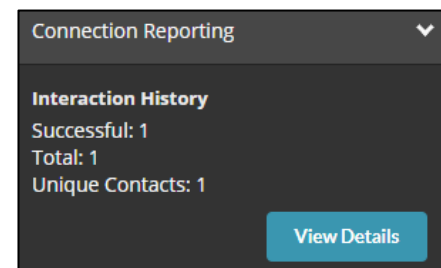 Connection Reporting
Interaction History
Successful: 1
Total: 1
Unique Contacts: 1
View Details